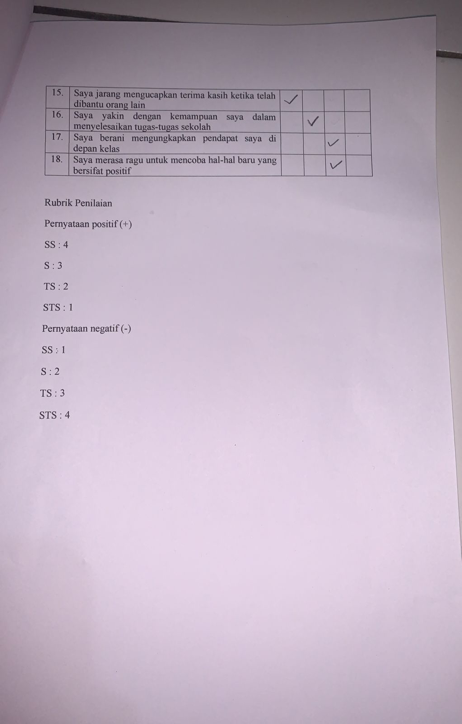 15. Saya jarang mengucapkan terima kasih ketika telah
dibantu orang lain ✓
16. Saya yakin dengan kemampuan saya dalam
menyelesaikan tugas-tugas sekolah ✓
17. Saya berani mengungkapkan pendapat saya di
depan kelas ✓
18. Saya merasa ragu untuk mencoba hal-hal baru yang
bersifat positif ✓
Rubrik Penilaian
Pernyataan positif (+)
SS : 4
S : 3
TS : 2
STS : 1
Pernyataan negatif (-)
SS : 1
S : 2
TS : 3
STS : 4